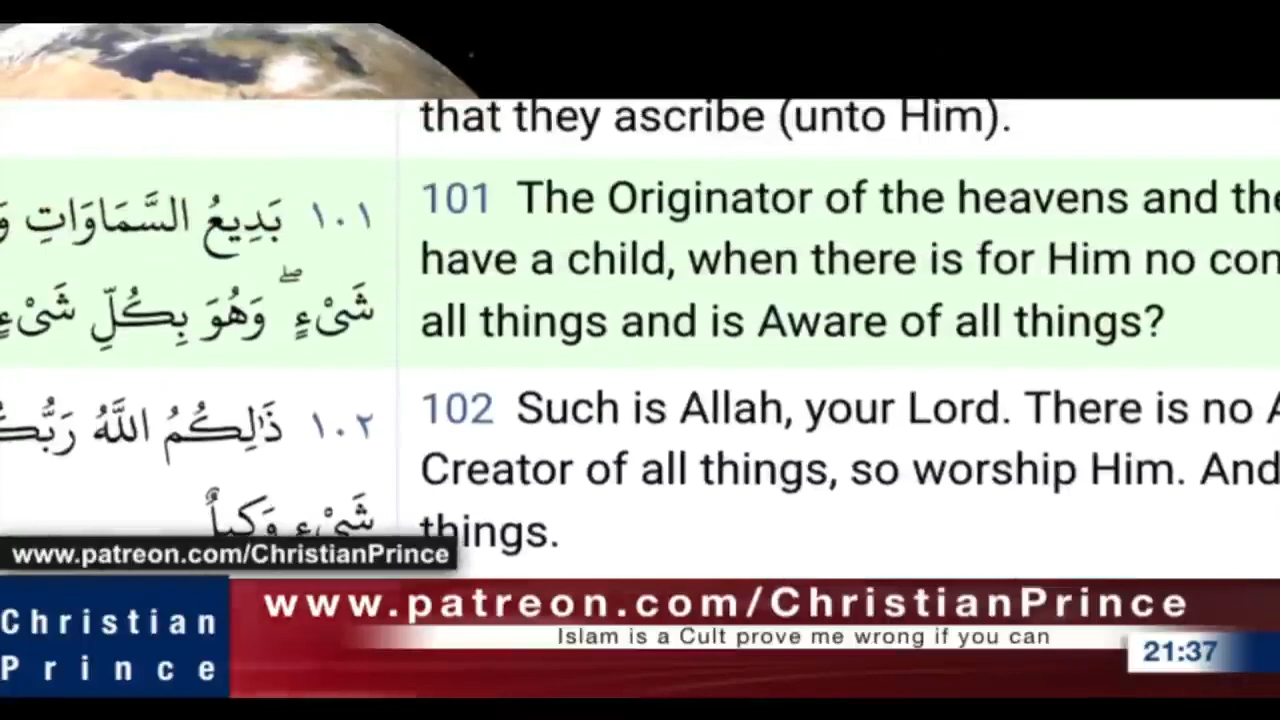 that they ascribe (unto Him).
١٠١ بَدِيعُ السَّمَاوَاتِ
شَىْءٍ ۖ وَهُوَ بِكُلِّ شَىْءٍ
101 The Originator of the heavens and the
have a child, when there is for Him no con
all things and is Aware of all things?
١٠٢ ذَٰلِكُمُ اللَّهُ
شَىْءٍ
102 Such is Allah, your Lord. There is no A
Creator of all things, so worship Him. And
things.
www.patreon.com/ChristianPrince
Christian
Prince
www.patreon.com/ChristianPrince
Islam is a Cult prove me wrong if you can
21:37